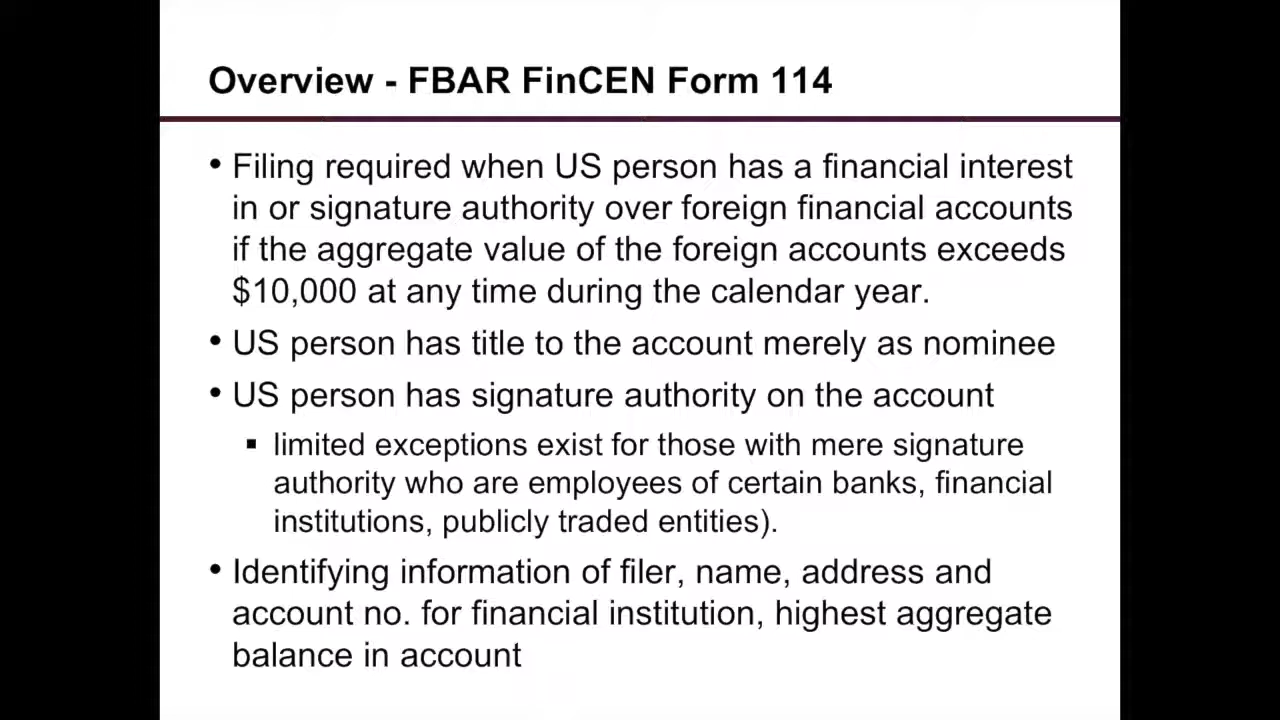 Overview - FBAR FinCEN Form 114
• Filing required when US person has a financial interest
in or signature authority over foreign financial accounts
if the aggregate value of the foreign accounts exceeds
$10,000 at any time during the calendar year.
• US person has title to the account merely as nominee
• US person has signature authority on the account
▪ limited exceptions exist for those with mere signature
authority who are employees of certain banks, financial
institutions, publicly traded entities).
• Identifying information of filer, name, address and
account no. for financial institution, highest aggregate
balance in account